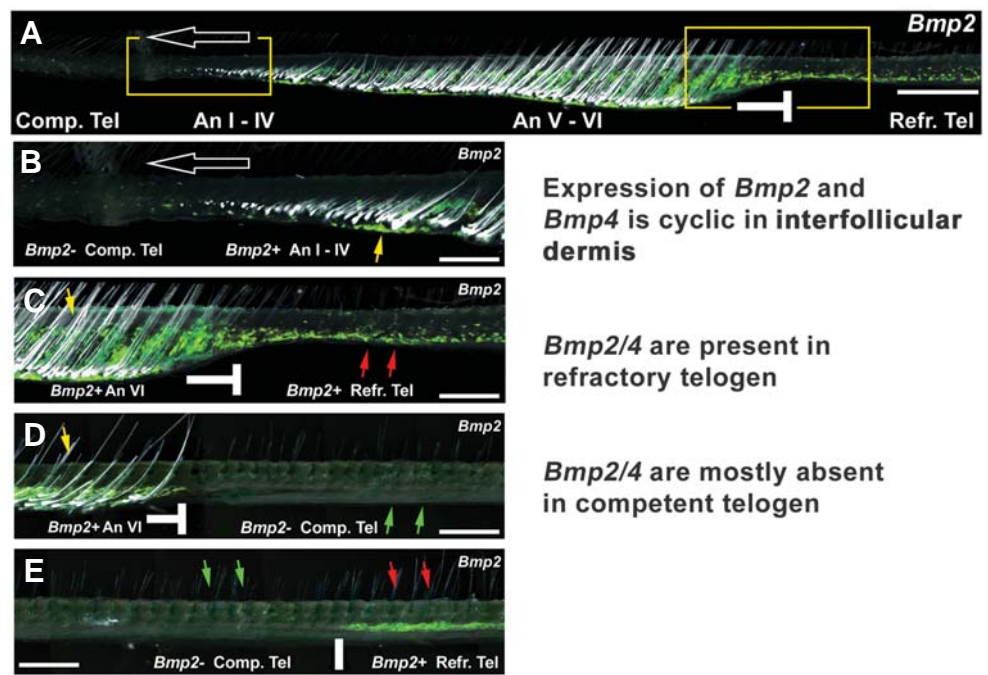 A
Bmp2
Comp. Tel
An I - IV
An V - VI
Refr. Tel
B
Bmp2
Bmp2- Comp. Tel
Bmp2+ An I - IV
C
Bmp2
Bmp2+ An VI
Bmp2+ Refr. Tel
D
Bmp2
Bmp2+ An VI
Bmp2- Comp. Tel
E
Bmp2
Bmp2- Comp. Tel
Bmp2+ Refr. Tel
Expression of Bmp2 and
Bmp4 is cyclic in interfollicular
dermis
Bmp2/4 are present in
refractory telogen
Bmp2/4 are mostly absent
in competent telogen